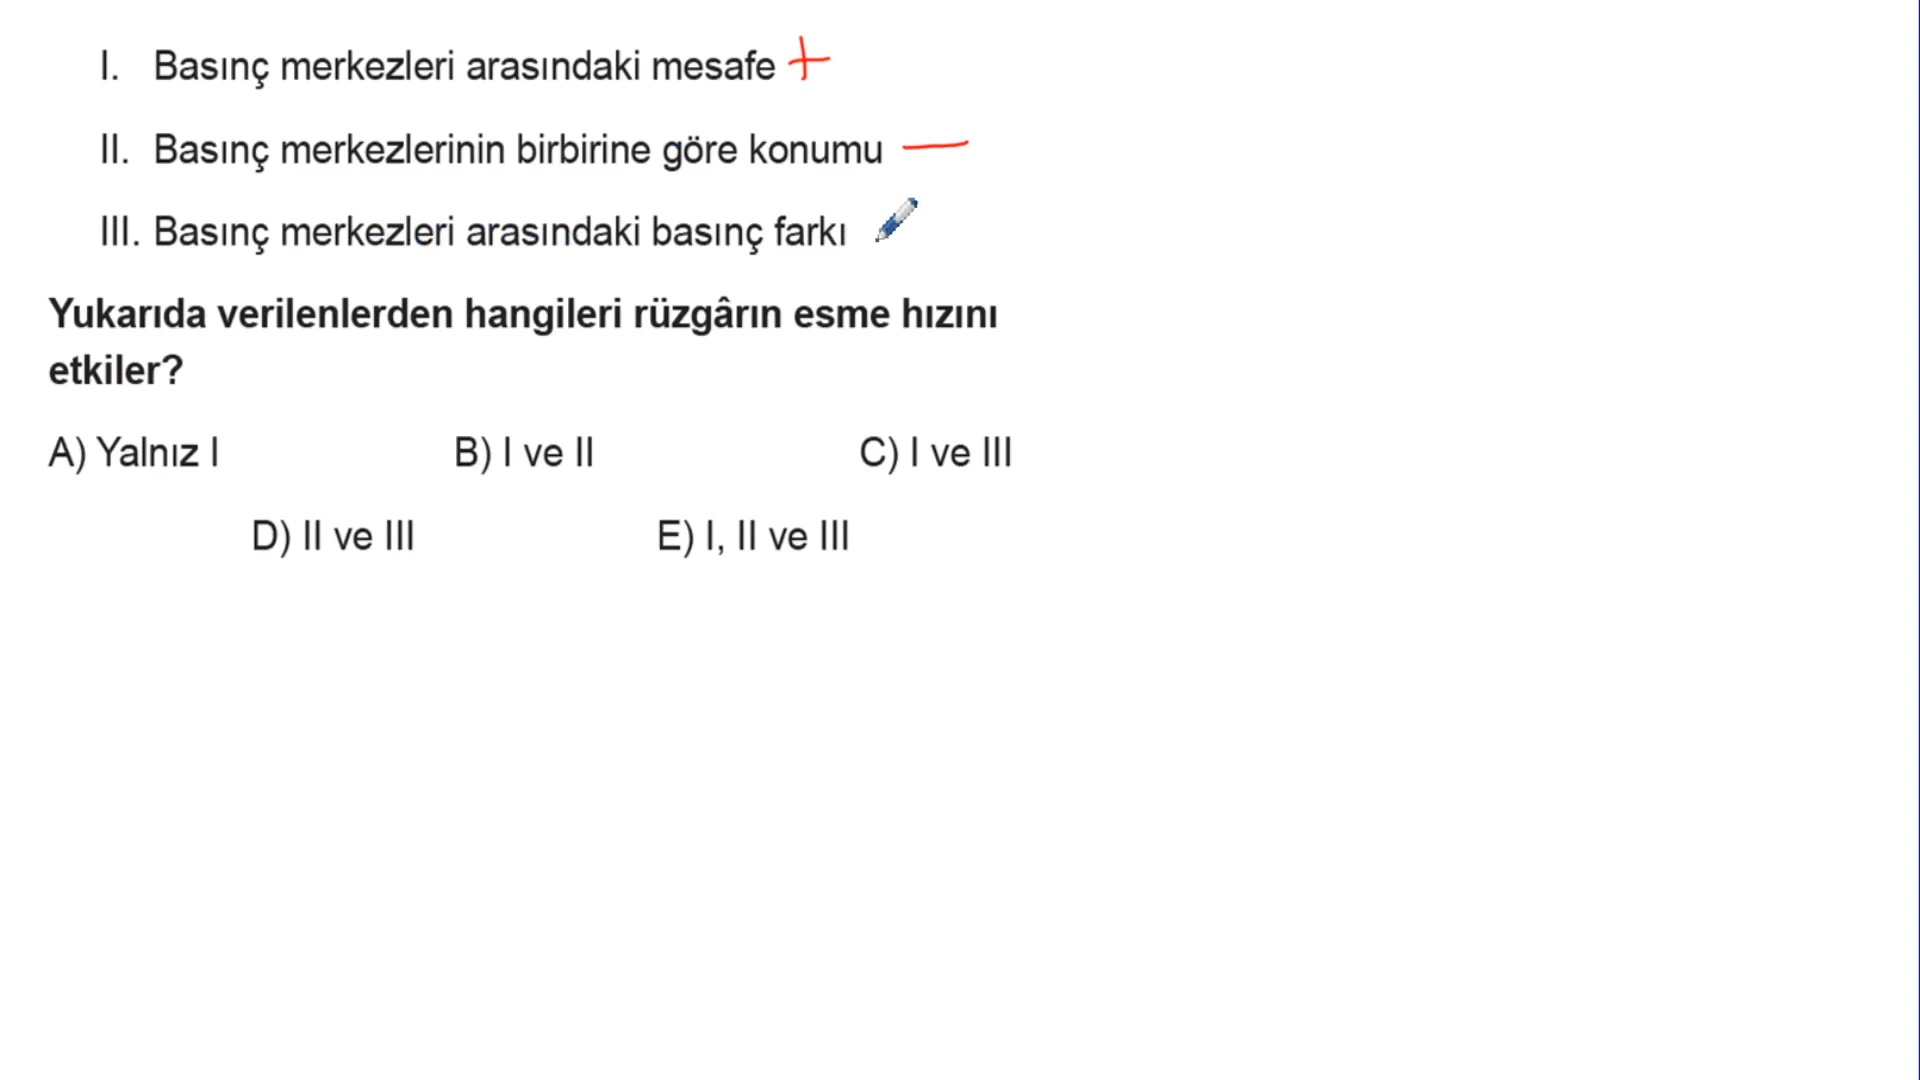 I. Basınç merkezleri arasındaki mesafe +
II. Basınç merkezlerinin birbirine göre konumu —
III. Basınç merkezleri arasındaki basınç farkı
Yukarıda verilenlerden hangileri rüzgârın esme hızını
etkiler?
A) Yalnız I B) I ve II C) I ve III
D) II ve III E) I, II ve III